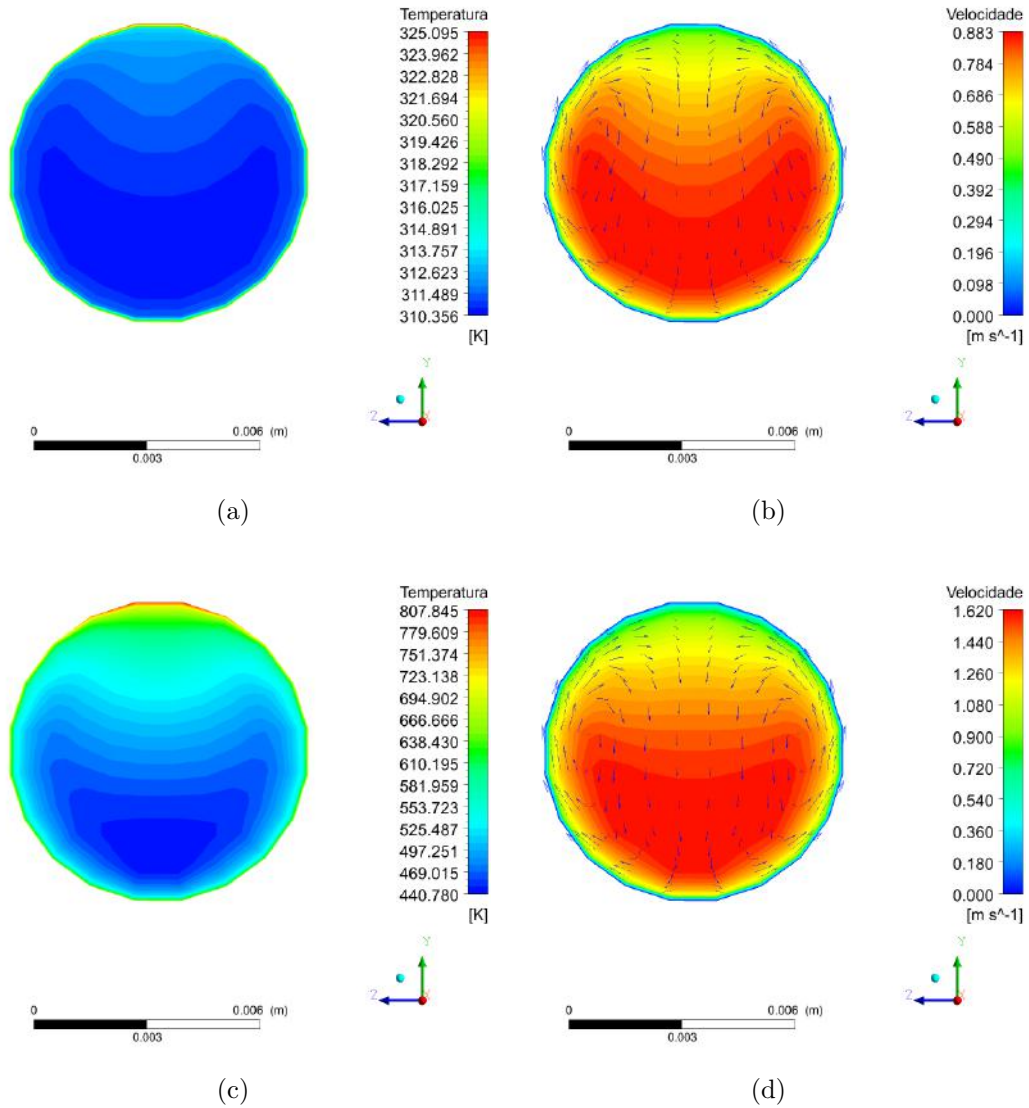 Temperatura
325.095
323.962
322.828
321.694
320.560
319.426
318.292
317.159
316.025
314.891
313.757
312.623
311.489
310.356
[K]
Y
Z
X
0
0.006 (m)
0.003
(a)
Velocidade
0.883
0.784
0.686
0.588
0.490
0.392
0.294
0.196
0.098
0.000
[m s^-1]
Y
Z
X
0
0.006 (m)
0.003
(b)
Temperatura
807.845
779.609
751.374
723.138
694.902
666.666
638.430
610.195
581.959
553.723
525.487
497.251
469.015
440.780
[K]
Y
Z
X
0
0.006 (m)
0.003
(c)
Velocidade
1.620
1.440
1.260
1.080
0.900
0.720
0.540
0.360
0.180
0.000
[m s^-1]
Y
Z
X
0
0.006 (m)
0.003
(d)